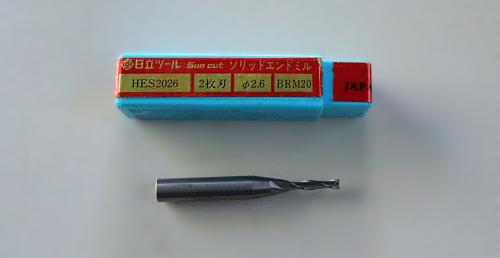 日立ツール Sun cut ソリッドエンドミル
HES2026 2枚刃 φ2.6 BRM20
JAPA